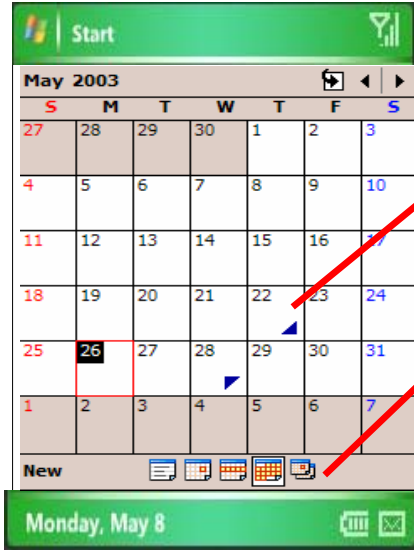 Start
May 2003
S M T W T F S
27 28 29 30 1 2 3
4 5 6 7 8 9 10
11 12 13 14 15 16 17
18 19 20 21 22 23 24
25 26 27 28 29 30 31
1 2 3 4 5 6 7
New
Monday, May 8